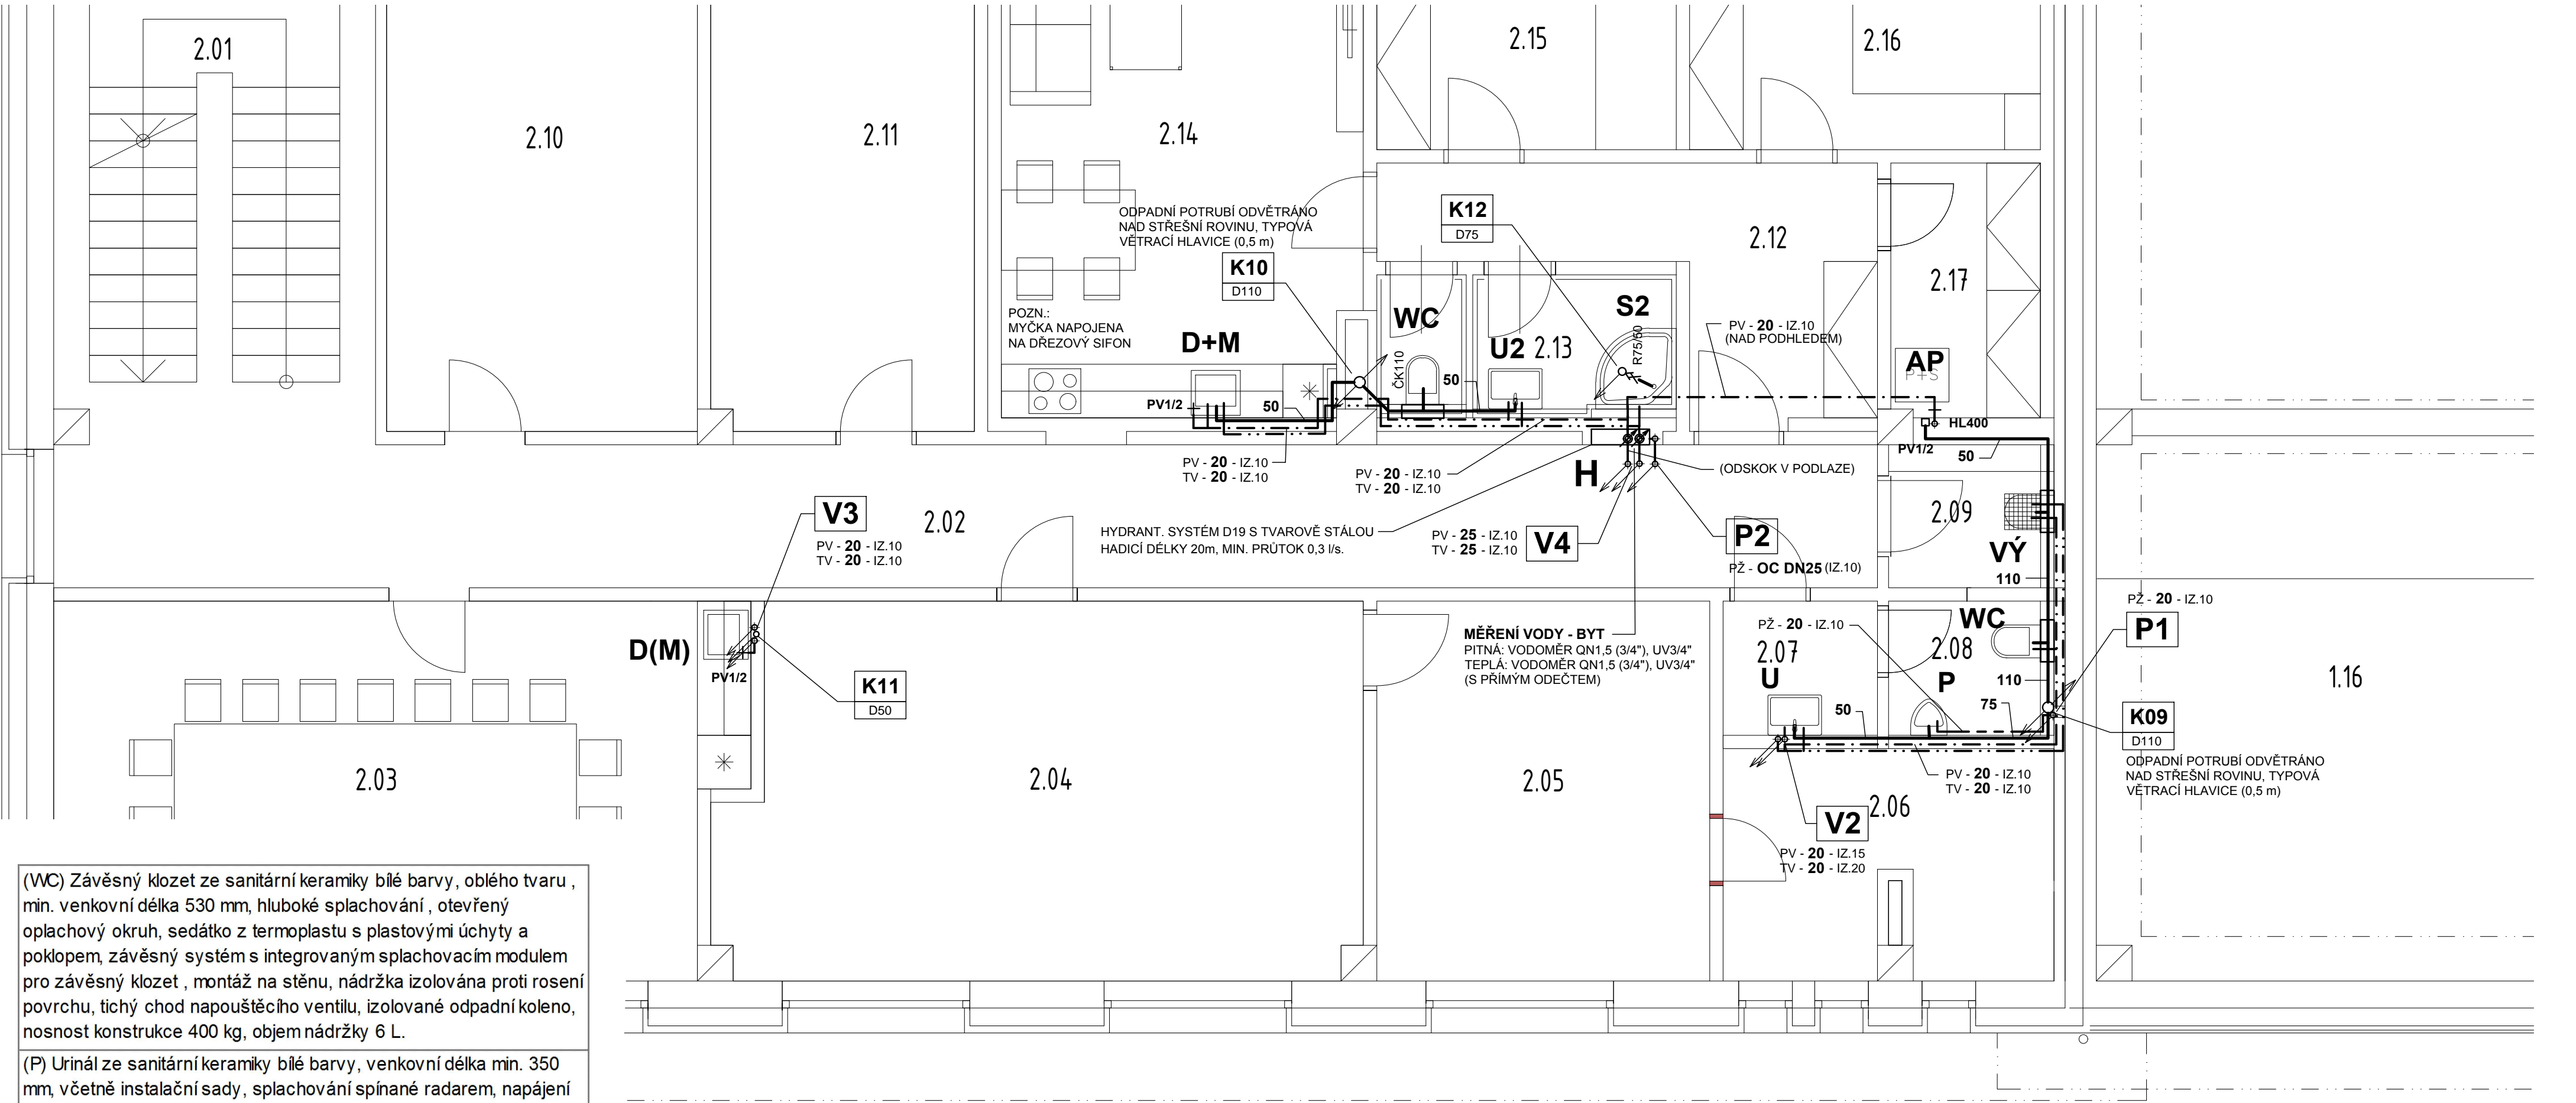 2.01
2.10
2.11
2.14
2.15
2.16
ODPADNÍ POTRUBÍ ODVĚTRÁNO
NAD STŘEŠNÍ ROVINU, TYPOVÁ
VĚTRACÍ HLAVICE (0,5 m)
K10
D110
K12
D75
2.12
2.17
POZN.:
MYČKA NAPOJENA
NA DŘEZOVÝ SIFON
D+M
WC
ČK110
U2
2.13
S2
R75/50
50
PV - 20 - IZ.10
(NAD PODHLEDEM)
AP
P+S
PV1/2
50
HL400
PV1/2
50
PV - 20 - IZ.10
TV - 20 - IZ.10
PV - 20 - IZ.10
TV - 20 - IZ.10
H
(ODSKOK V PODLAZE)
V3
PV - 20 - IZ.10
TV - 20 - IZ.10
2.02
HYDRANT. SYSTÉM D19 S TVAROVĚ STÁLOU
HADICÍ DÉLKY 20m, MIN. PRŮTOK 0,3 l/s.
PV - 25 - IZ.10
TV - 25 - IZ.10
V4
P2
PŽ - OC DN25 (IZ.10)
2.09
VÝ
110
PŽ - 20 - IZ.10
P1
D(M)
PV1/2
K11
D50
MĚŘENÍ VODY - BYT
PITNÁ: VODOMĚR QN1,5 (3/4"), UV3/4"
TEPLÁ: VODOMĚR QN1,5 (3/4"), UV3/4"
(S PŘÍMÝM ODEČTEM)
PŽ - 20 - IZ.10
2.07
U
WC
2.08
P
110
75
50
1.16
K09
D110
ODPADNÍ POTRUBÍ ODVĚTRÁNO
NAD STŘEŠNÍ ROVINU, TYPOVÁ
VĚTRACÍ HLAVICE (0,5 m)
2.03
2.04
2.05
PV - 20 - IZ.10
TV - 20 - IZ.10
2.06
V2
PV - 20 - IZ.15
TV - 20 - IZ.20
(WC) Závěsný klozet ze sanitární keramiky bílé barvy, oblého tvaru ,
min. venkovní délka 530 mm, hluboké splachování , otevřený
oplachový okruh, sedátko z termoplastu s plastovými úchyty a
poklopem, závěsný systém s integrovaným splachovacím modulem
pro závěsný klozet , montáž na stěnu, nádržka izolována proti rosení
povrchu, tichý chod napouštěcího ventilu, izolované odpadní koleno,
nosnost konstrukce 400 kg, objem nádržky 6 L.
(P) Urinál ze sanitární keramiky bílé barvy, venkovní délka min. 350
mm, včetně instalační sady, splachování spínané radarem, napájení